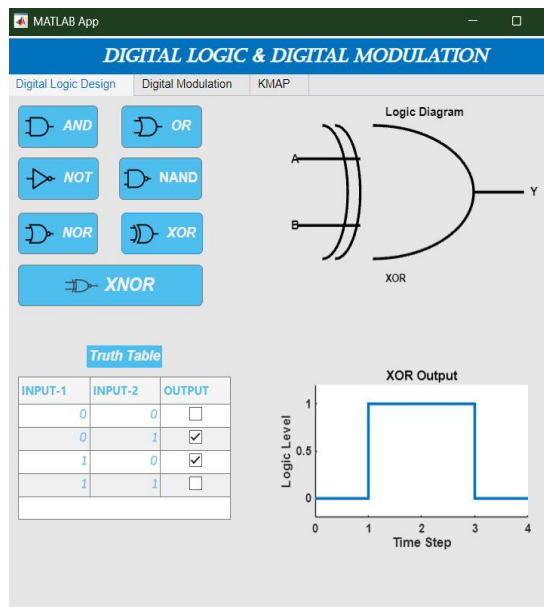 MATLAB App
DIGITAL LOGIC & DIGITAL MODULATION
Digital Logic Design Digital Modulation KMAP
AND OR
NOT NAND
NOR XOR
XNOR
Logic Diagram
A
B
Y
XOR
Truth Table
INPUT-1 INPUT-2 OUTPUT
0 0
0 1
1 0
1 1
XOR Output
Logic Level
1
0.5
0
0 1 2 3 4
Time Step